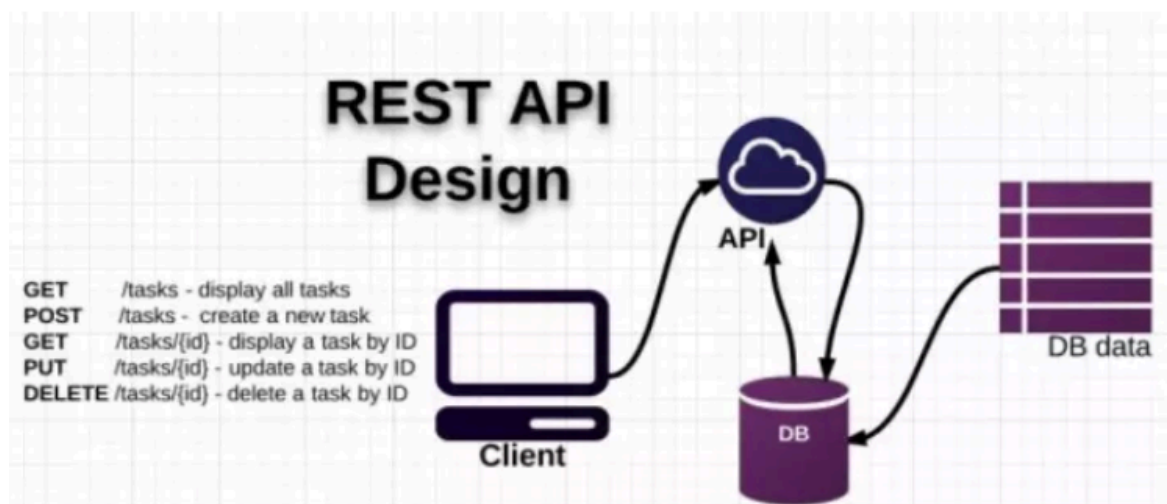 REST API
Design
API
GET /tasks - display all tasks
POST /tasks - create a new task
GET /tasks/{id} - display a task by ID
PUT /tasks/{id} - update a task by ID
DELETE /tasks/{id} - delete a task by ID
DB data
DB
Client